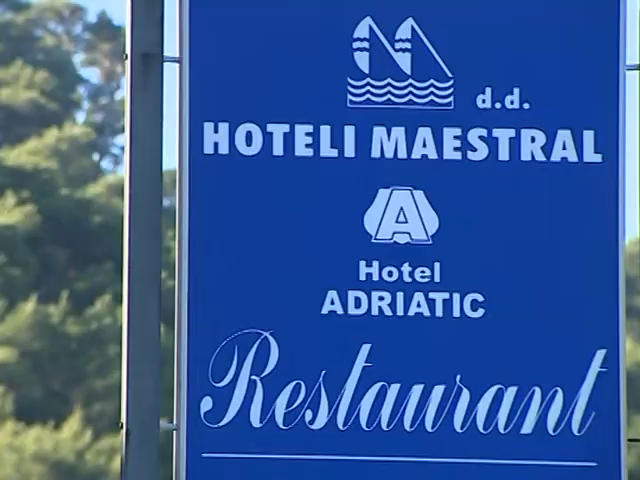 d.d.
HOTELI MAESTRAL
A
Hotel
ADRIATIC
Restaurant